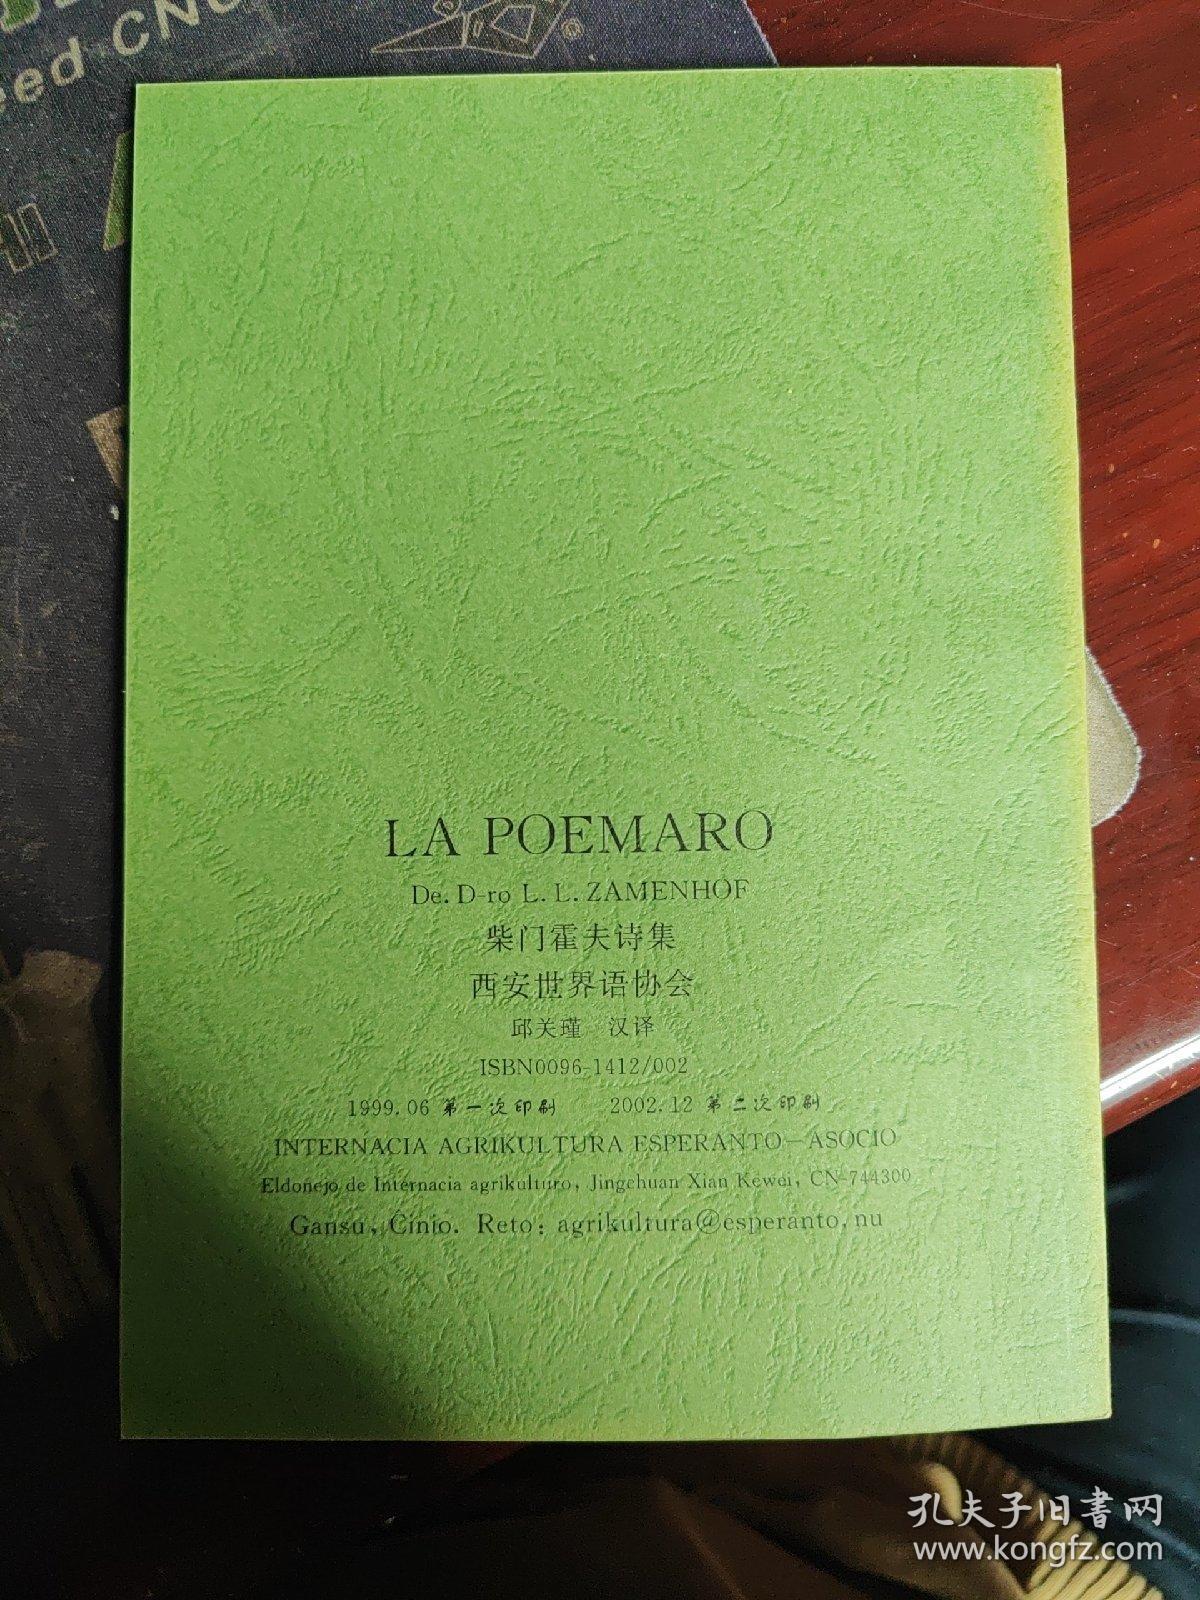 eed CNC
LA POEMARO
De. D-ro L. L. ZAMENHOF
柴门霍夫诗集
西安世界语协会
邱关瑾 汉译
ISBN0096-1412/002
1999.06 第一次印刷 2002.12 第二次印刷
INTERNACIA AGRIKULTURA ESPERANTO—ASOCIO
Eldonejo de Internacia agrikulturo, Jingchuan Xian Kewei, CN-744300
Gansu, Cinio. Reto: agrikultura@esperanto.nu
孔夫子旧书网
www.kongfz.com